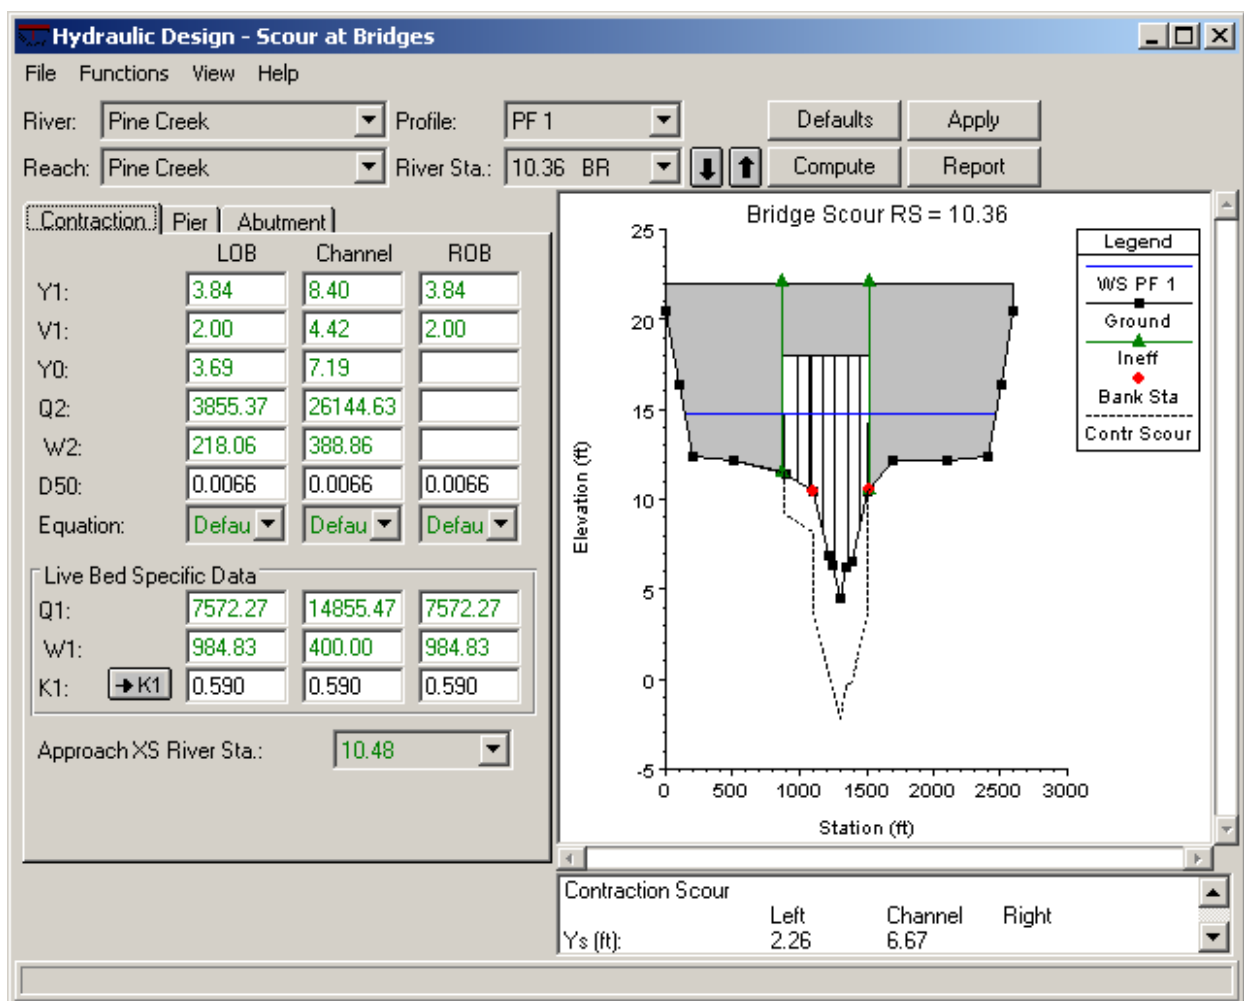 Hydraulic Design - Scour at Bridges
File Functions View Help
River: Pine Creek Profile: PF 1 Defaults Apply
Reach: Pine Creek River Sta.: 10.36 BR Compute Report
Contraction Pier Abutment
LOB Channel ROB
Y1: 3.84 8.40 3.84
V1: 2.00 4.42 2.00
Y0: 3.69 7.19
Q2: 3855.37 26144.63
W2: 218.06 388.86
D50: 0.0066 0.0066 0.0066
Equation: Defau Defau Defau
Live Bed Specific Data
Q1: 7572.27 14855.47 7572.27
W1: 984.83 400.00 984.83
K1: K1 0.590 0.590 0.590
Approach XS River Sta.: 10.48
Bridge Scour RS = 10.36
25
20
15
10
5
0
-5
Elevation (ft)
0 500 1000 1500 2000 2500 3000
Station (ft)
Legend
WS PF 1
Ground
Ineff
Bank Sta
Contr Scour
Contraction Scour
Left Channel Right
Ys (ft): 2.26 6.67